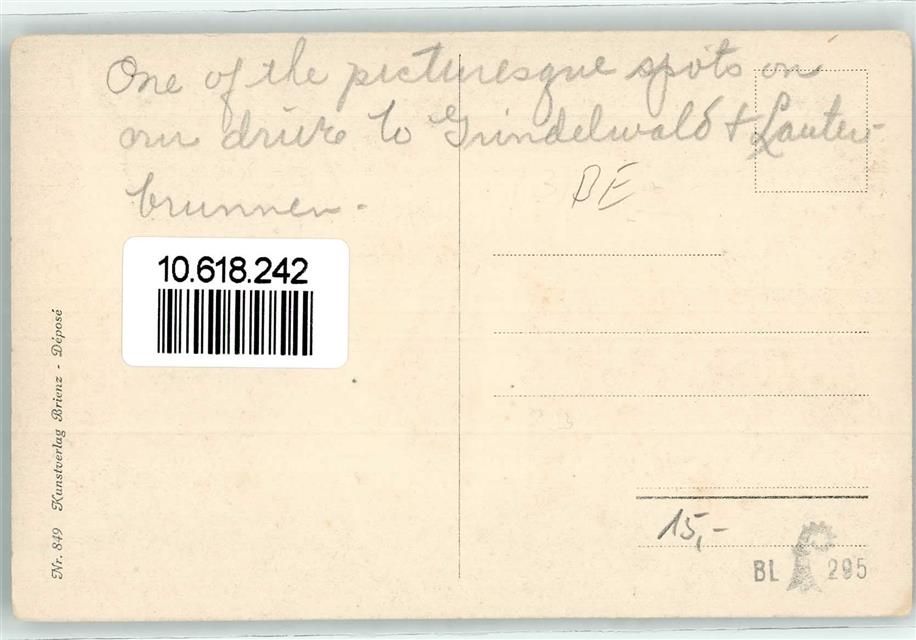 One of the picturesque spots on
our drive to Grindelwald + Lauter-
brunnen -
BE
10.618.242
Nr. 849 Kunstverlag Brienz - Déposé
15,-
BL 295